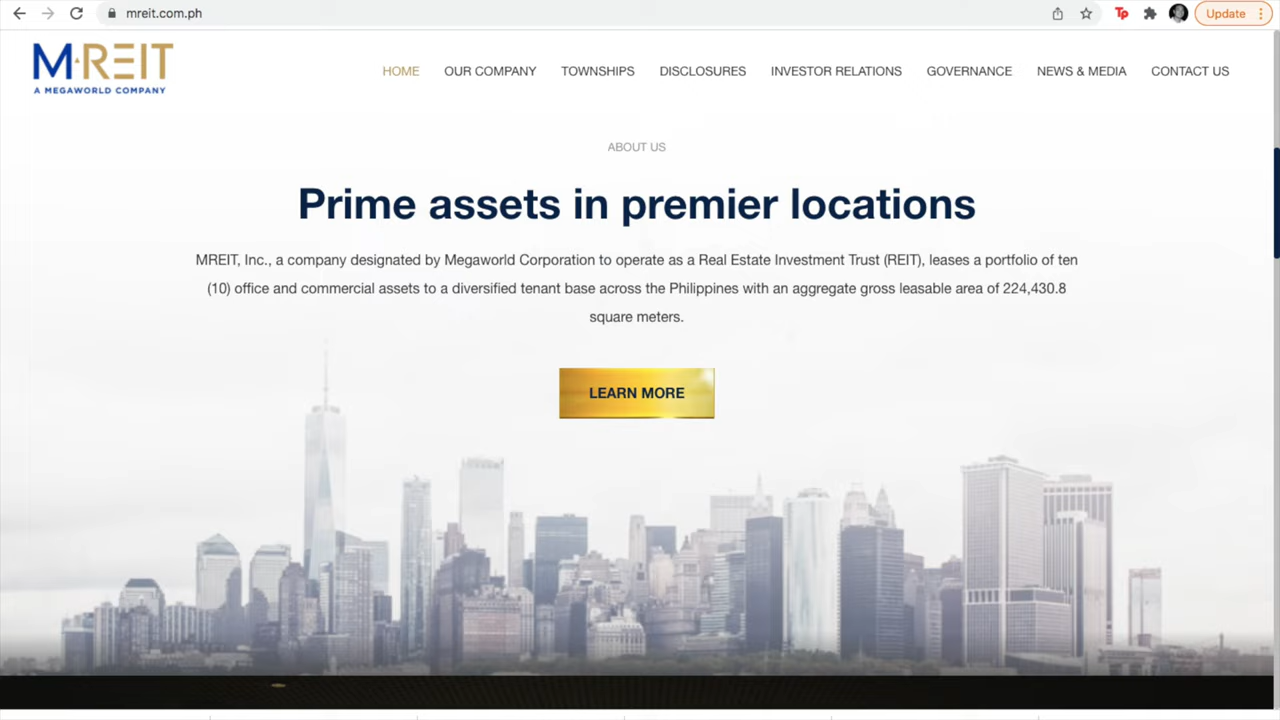 mreit.com.ph
Tp
Update
M·REIT
A MEGAWORLD COMPANY
HOME
OUR COMPANY
TOWNSHIPS
DISCLOSURES
INVESTOR RELATIONS
GOVERNANCE
NEWS & MEDIA
CONTACT US
ABOUT US
Prime assets in premier locations
MREIT, Inc., a company designated by Megaworld Corporation to operate as a Real Estate Investment Trust (REIT), leases a portfolio of ten
(10) office and commercial assets to a diversified tenant base across the Philippines with an aggregate gross leasable area of 224,430.8
square meters.
LEARN MORE